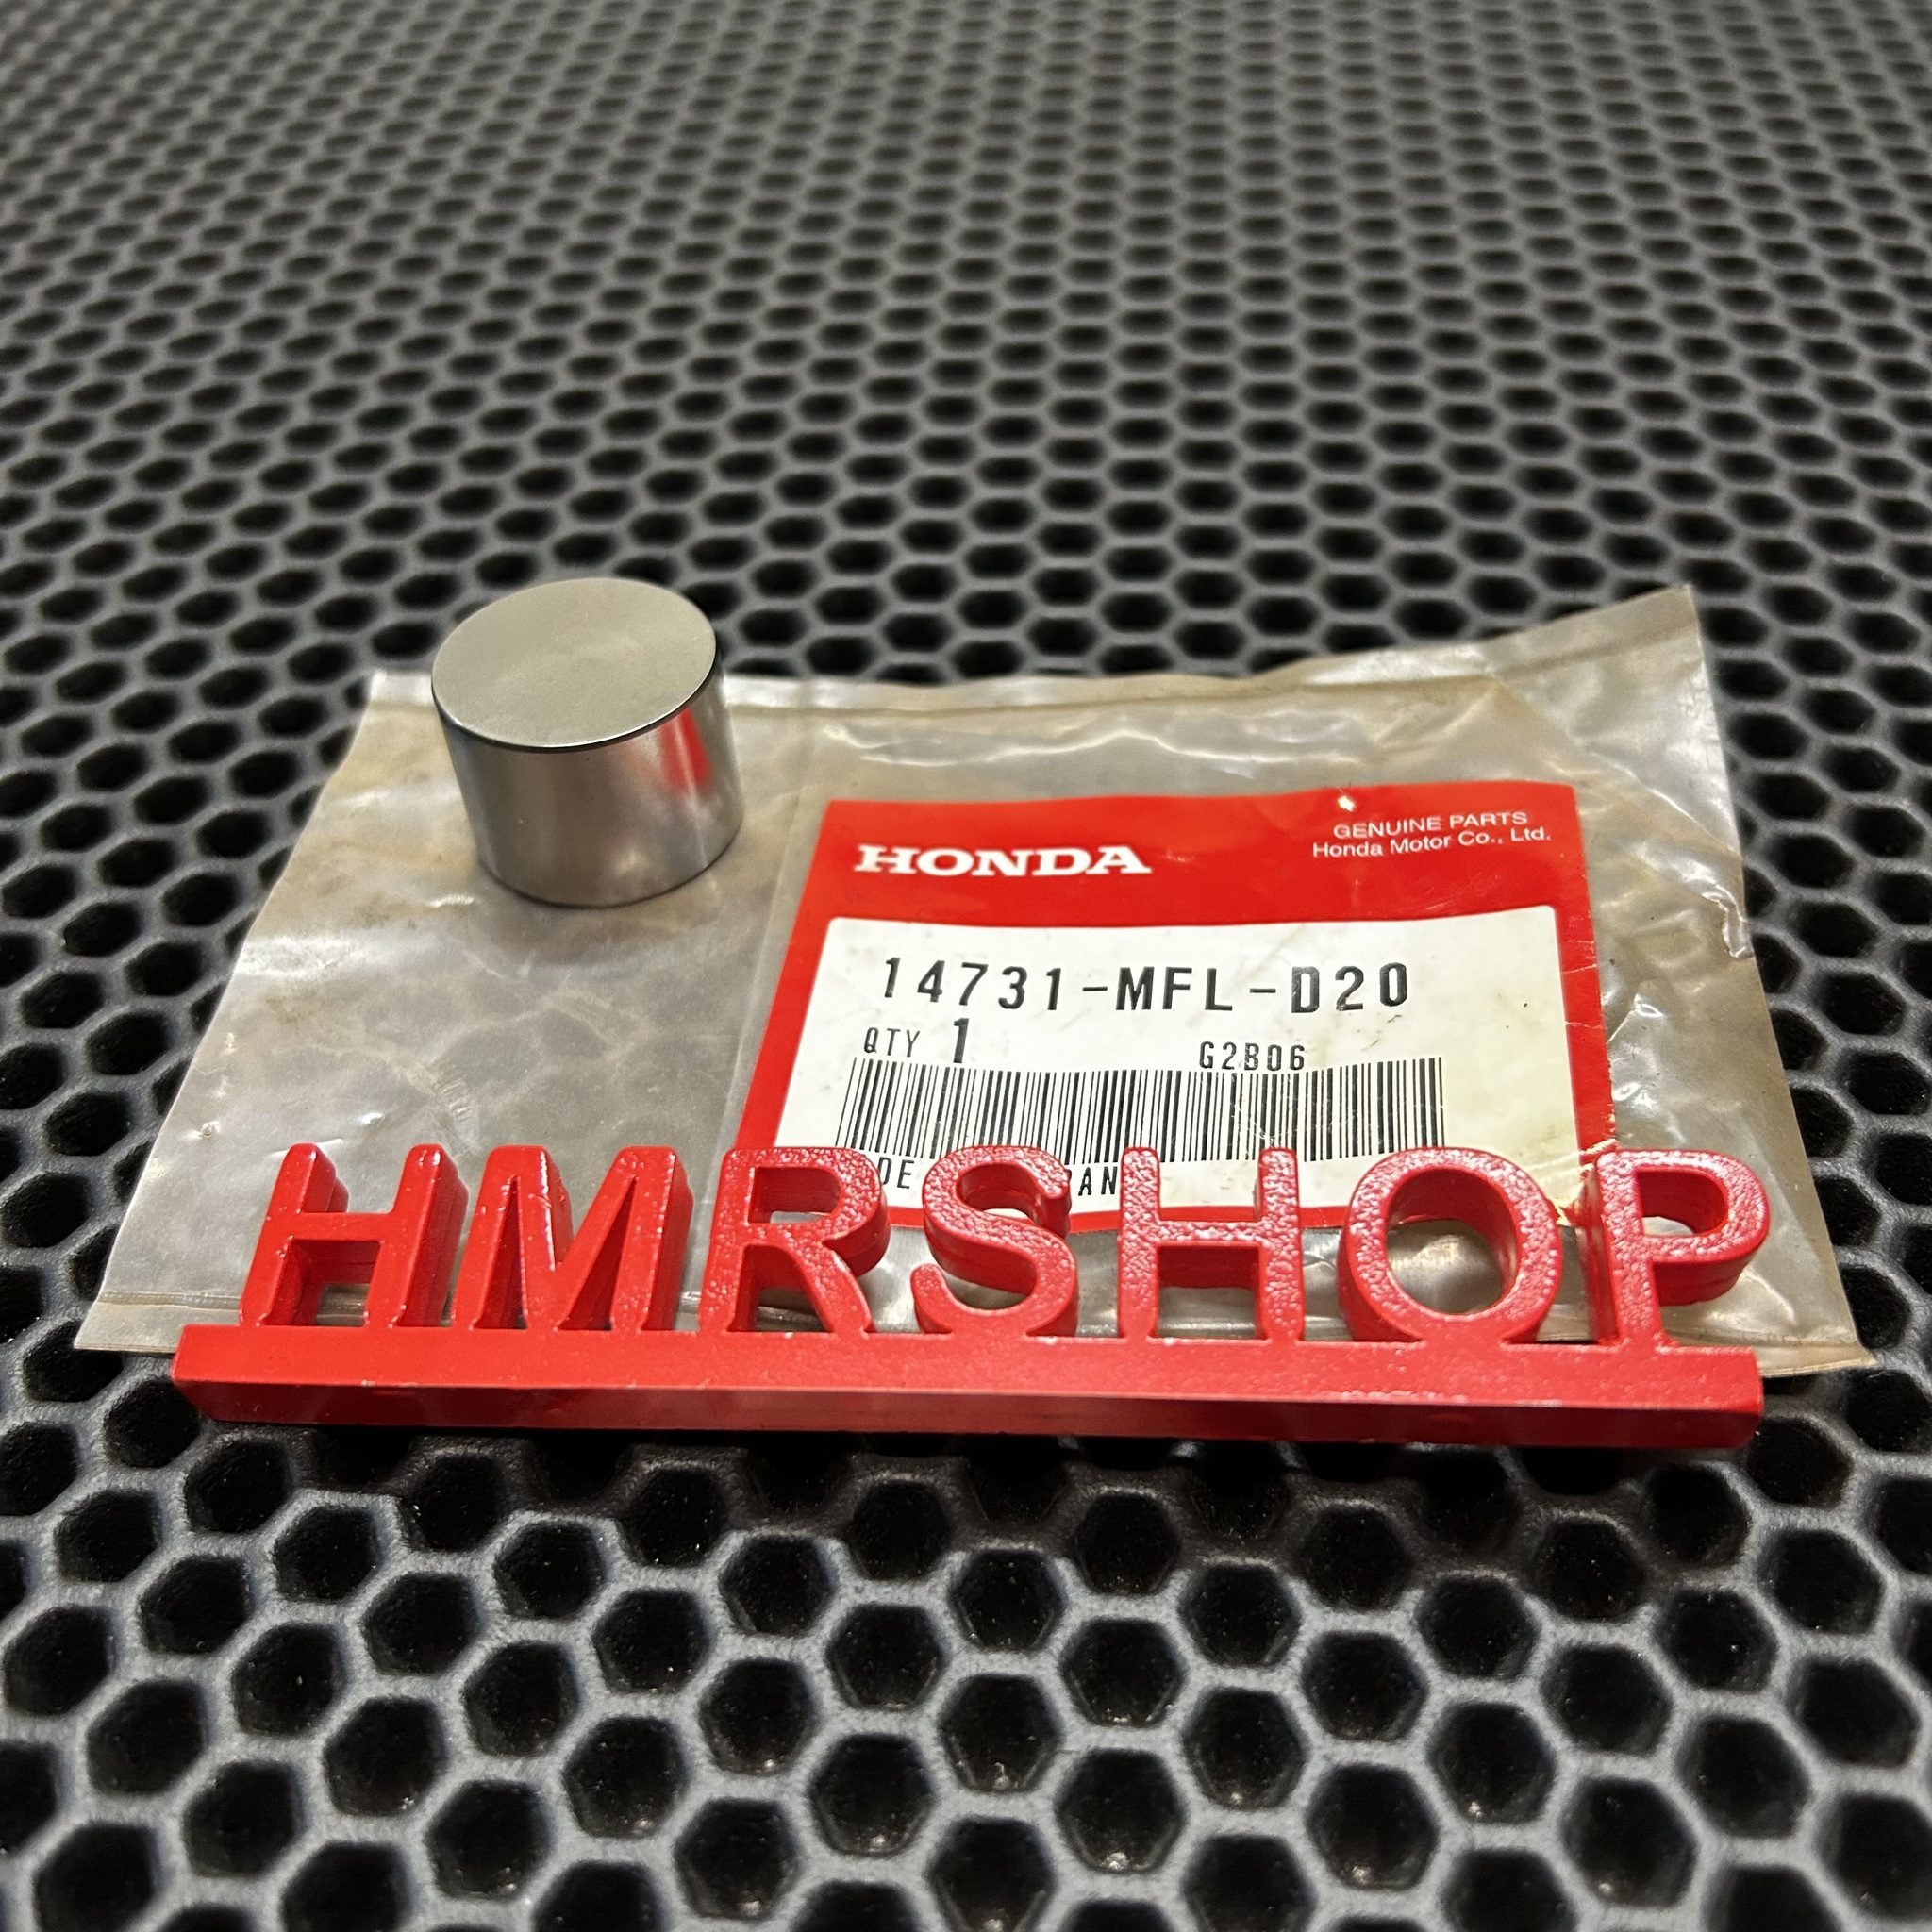 HONDA
GENUINE PARTS
Honda Motor Co., Ltd.
14731-MFL-D20
QTY 1 G2B06
HMRSHOP